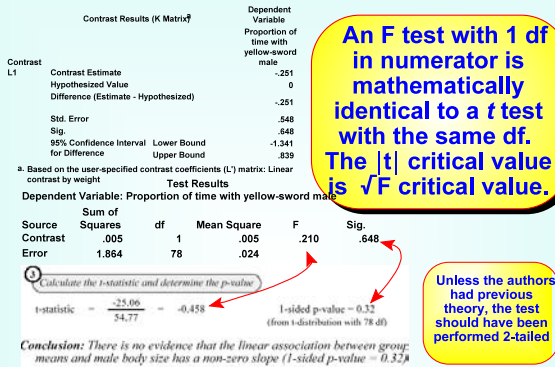 Contrast Results (K Matrix)a
Dependent
Variable
Proportion of
time with
yellow-sword
male
Contrast
L1 Contrast Estimate -.251
Hypothesized Value 0
Difference (Estimate - Hypothesized) -.251
Std. Error .548
Sig. .648
95% Confidence Interval Lower Bound -1.341
for Difference Upper Bound .839
a. Based on the user-specified contrast coefficients (L') matrix: Linear
contrast by weight
Test Results
Dependent Variable: Proportion of time with yellow-sword male
Sum of
Source Squares df Mean Square F Sig.
Contrast .005 1 .005 .210 .648
Error 1.864 78 .024
An F test with 1 df
in numerator is
mathematically
identical to a t test
with the same df.
The |t| critical value
is √F critical value.
3 Calculate the t-statistic and determine the p-value
t-statistic = -25.06 / 54.77 = -0.458
1-sided p-value = 0.32
(from t-distribution with 78 df)
Conclusion: There is no evidence that the linear association between group
means and male body size has a non-zero slope (1-sided p-value = 0.32)
Unless the authors
had previous
theory, the test
should have been
performed 2-tailed